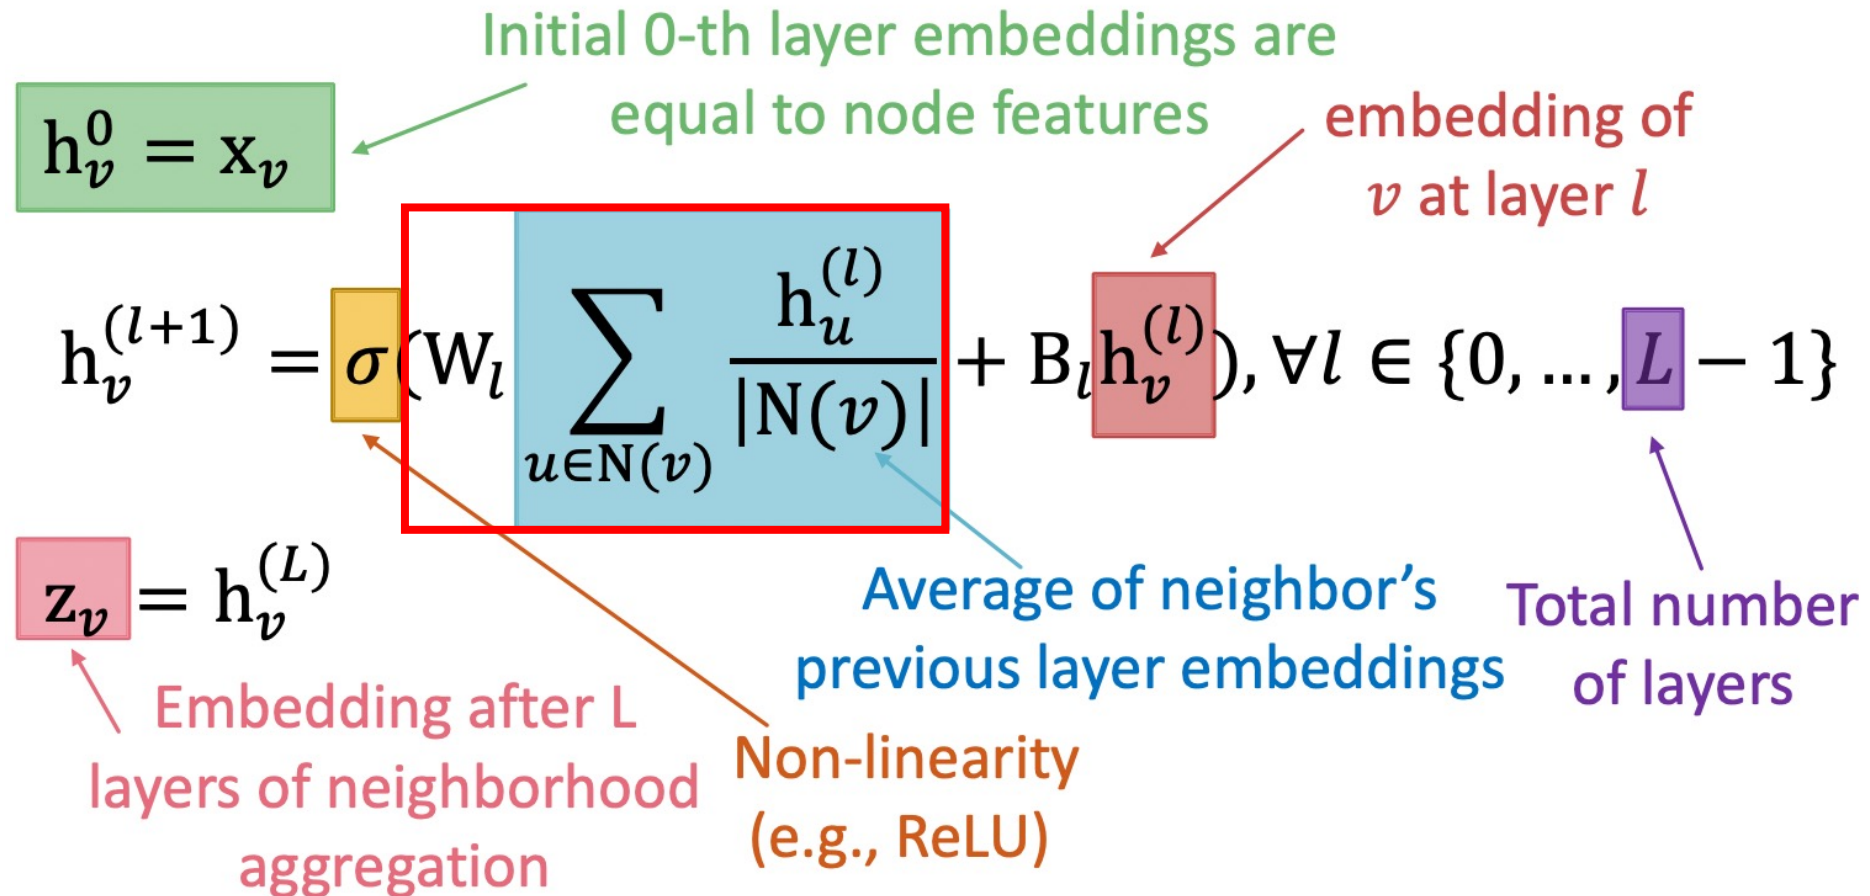 Initial 0-th layer embeddings are
equal to node features
h_v^0 = x_v
embedding of
v at layer l
h_v^{(l+1)} = σ(W_l ∑_{u∈N(v)} h_u^{(l)} / |N(v)| + B_l h_v^{(l)}), ∀l ∈ {0, ..., L − 1}
z_v = h_v^{(L)}
Average of neighbor’s
previous layer embeddings
Total number
of layers
Embedding after L
layers of neighborhood
aggregation
Non-linearity
(e.g., ReLU)